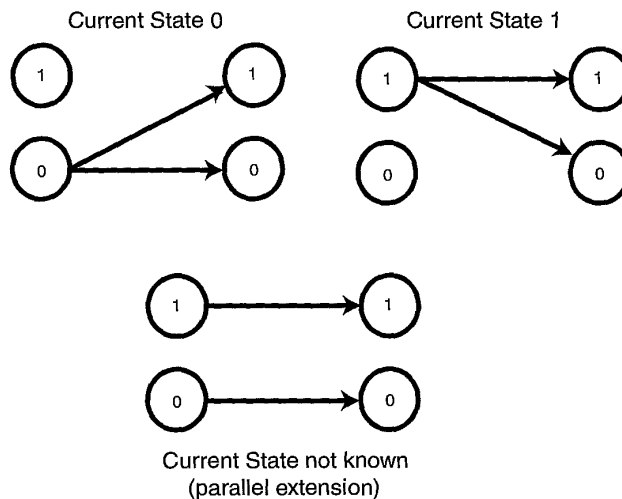 Current State 0
Current State 1
1 1
0 0
1 1
0 0
1 1
0 0
Current State not known
(parallel extension)